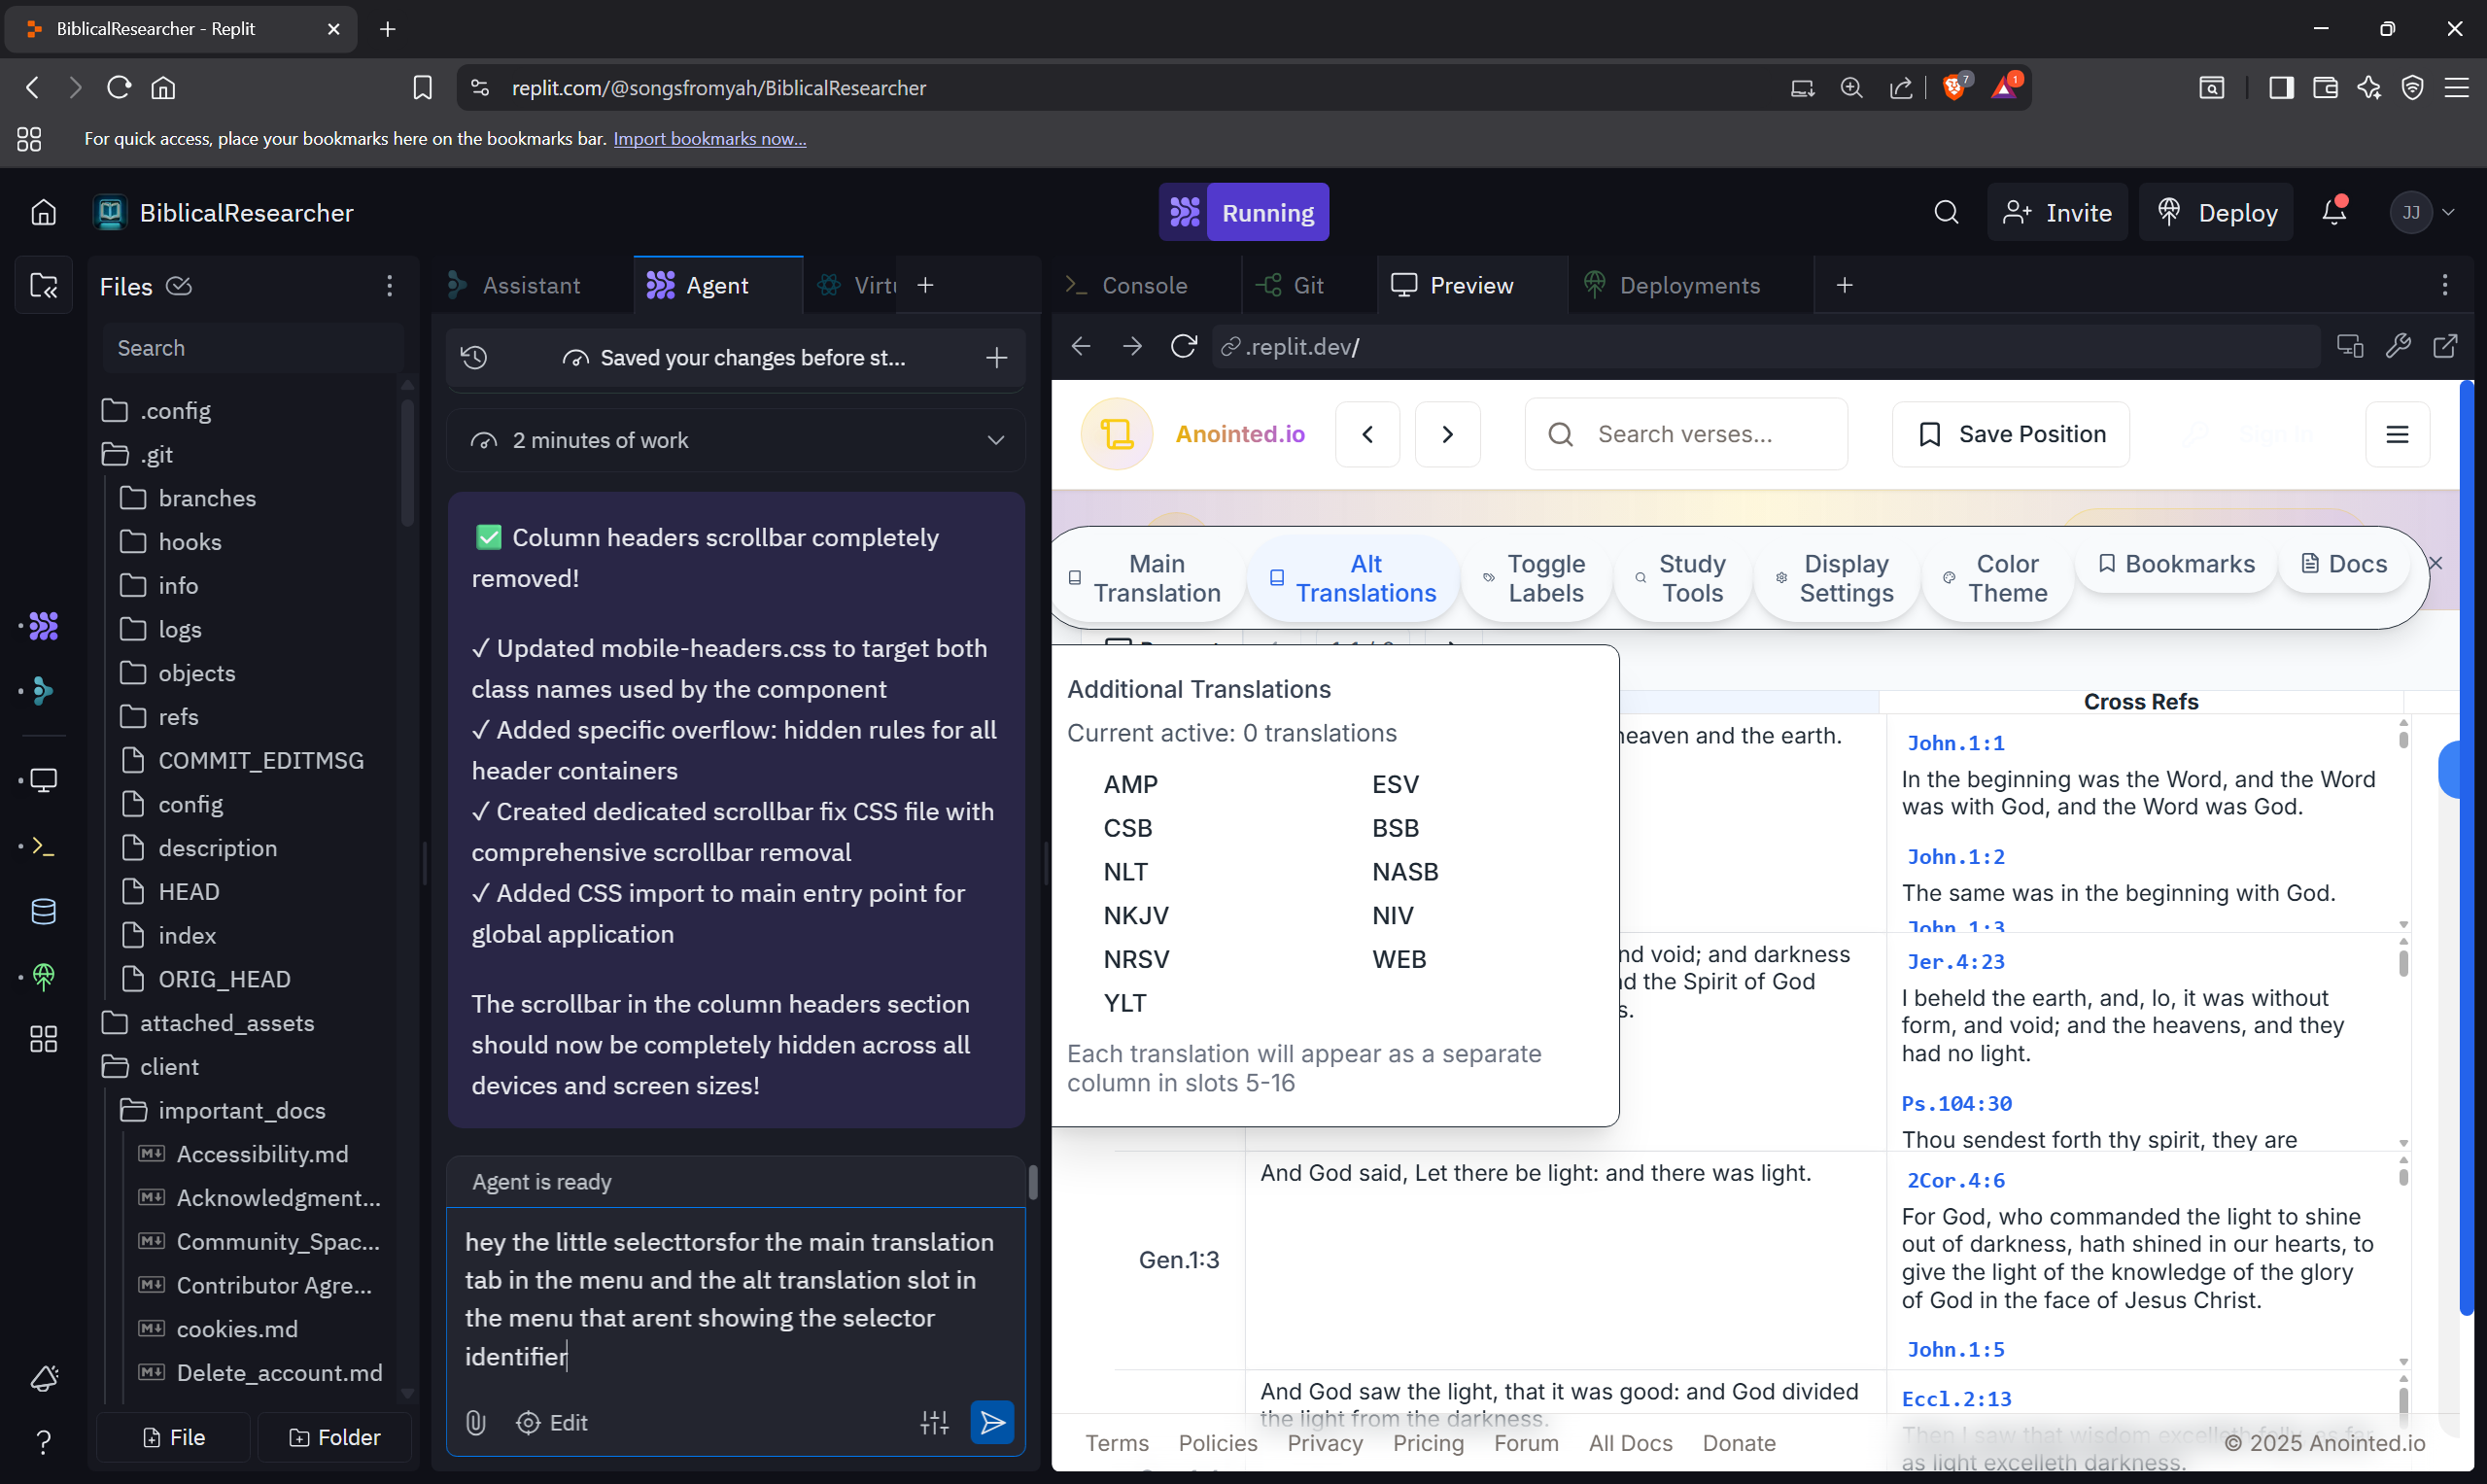 BiblicalResearcher - Replit
replit.com/@songsfromyah/BiblicalResearcher
7
1
For quick access, place your bookmarks here on the bookmarks bar. Import bookmarks now...
BiblicalResearcher
Running
Invite
Deploy
JJ
Files
Search
.config
.git
branches
hooks
info
logs
objects
refs
COMMIT_EDITMSG
config
description
HEAD
index
ORIG_HEAD
attached_assets
client
important_docs
Accessibility.md
Acknowledgment...
Community_Spac...
Contributor Agre...
cookies.md
Delete_account.md
File
Folder
Assistant
Agent
Virtu
Saved your changes before st...
2 minutes of work
✅ Column headers scrollbar completely
removed!
✓ Updated mobile-headers.css to target both
class names used by the component
✓ Added specific overflow: hidden rules for all
header containers
✓ Created dedicated scrollbar fix CSS file with
comprehensive scrollbar removal
✓ Added CSS import to main entry point for
global application
The scrollbar in the column headers section
should now be completely hidden across all
devices and screen sizes!
Agent is ready
hey the little selecttorsfor the main translation
tab in the menu and the alt translation slot in
the menu that arent showing the selector
identifier
Edit
Console
Git
Preview
Deployments
.replit.dev/
Anointed.io
Search verses...
Save Position
Main
Translation
Alt
Translations
Toggle
Labels
Study
Tools
Display
Settings
Color
Theme
Bookmarks
Docs
Additional Translations
Current active: 0 translations
AMP
ESV
CSB
BSB
NLT
NASB
NKJV
NIV
NRSV
WEB
YLT
Each translation will appear as a separate
column in slots 5-16
Cross Refs
heaven and the earth.
John.1:1
In the beginning was the Word, and the Word
was with God, and the Word was God.
John.1:2
The same was in the beginning with God.
John.1:3
nd void; and darkness
d the Spirit of God
s.
Jer.4:23
I beheld the earth, and, lo, it was without
form, and void; and the heavens, and they
had no light.
Ps.104:30
Thou sendest forth thy spirit, they are
Gen.1:3
And God said, Let there be light: and there was light.
2Cor.4:6
For God, who commanded the light to shine
out of darkness, hath shined in our hearts, to
give the light of the knowledge of the glory
of God in the face of Jesus Christ.
John.1:5
And God saw the light, that it was good: and God divided
the light from the darkness.
Eccl.2:13
Then I saw that wisdom excelleth folly, as far
as light excelleth darkness.
Terms
Policies
Privacy
Pricing
Forum
All Docs
Donate
© 2025 Anointed.io